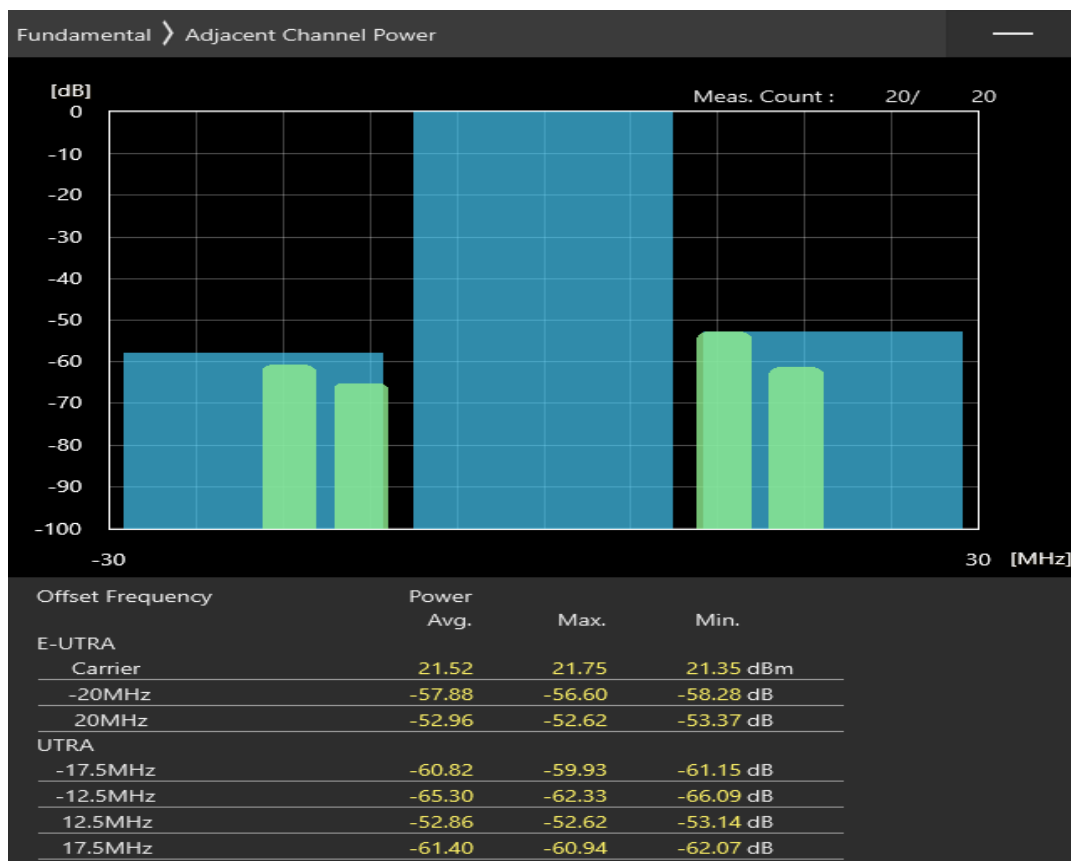 Fundamental ❯ Adjacent Channel Power
[dB]
Meas. Count : 20/ 20
0
-10
-20
-30
-40
-50
-60
-70
-80
-90
-100
-30 30 [MHz]
Offset Frequency Power
Avg. Max. Min.
E-UTRA
Carrier 21.52 21.75 21.35 dBm
-20MHz -57.88 -56.60 -58.28 dB
20MHz -52.96 -52.62 -53.37 dB
UTRA
-17.5MHz -60.82 -59.93 -61.15 dB
-12.5MHz -65.30 -62.33 -66.09 dB
12.5MHz -52.86 -52.62 -53.14 dB
17.5MHz -61.40 -60.94 -62.07 dB